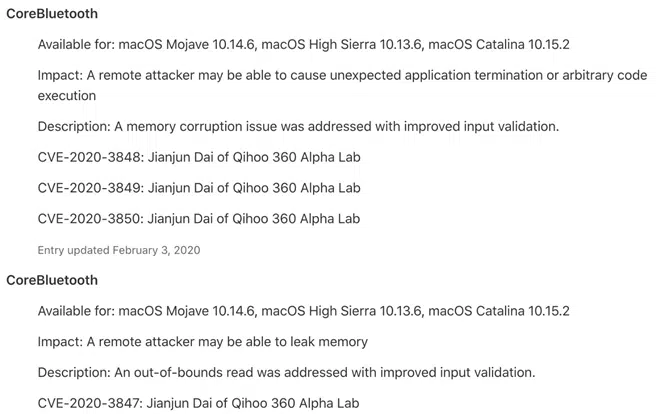 CoreBluetooth
Available for: macOS Mojave 10.14.6, macOS High Sierra 10.13.6, macOS Catalina 10.15.2
Impact: A remote attacker may be able to cause unexpected application termination or arbitrary code
execution
Description: A memory corruption issue was addressed with improved input validation.
CVE-2020-3848: Jianjun Dai of Qihoo 360 Alpha Lab
CVE-2020-3849: Jianjun Dai of Qihoo 360 Alpha Lab
CVE-2020-3850: Jianjun Dai of Qihoo 360 Alpha Lab
Entry updated February 3, 2020
CoreBluetooth
Available for: macOS Mojave 10.14.6, macOS High Sierra 10.13.6, macOS Catalina 10.15.2
Impact: A remote attacker may be able to leak memory
Description: An out-of-bounds read was addressed with improved input validation.
CVE-2020-3847: Jianjun Dai of Qihoo 360 Alpha Lab